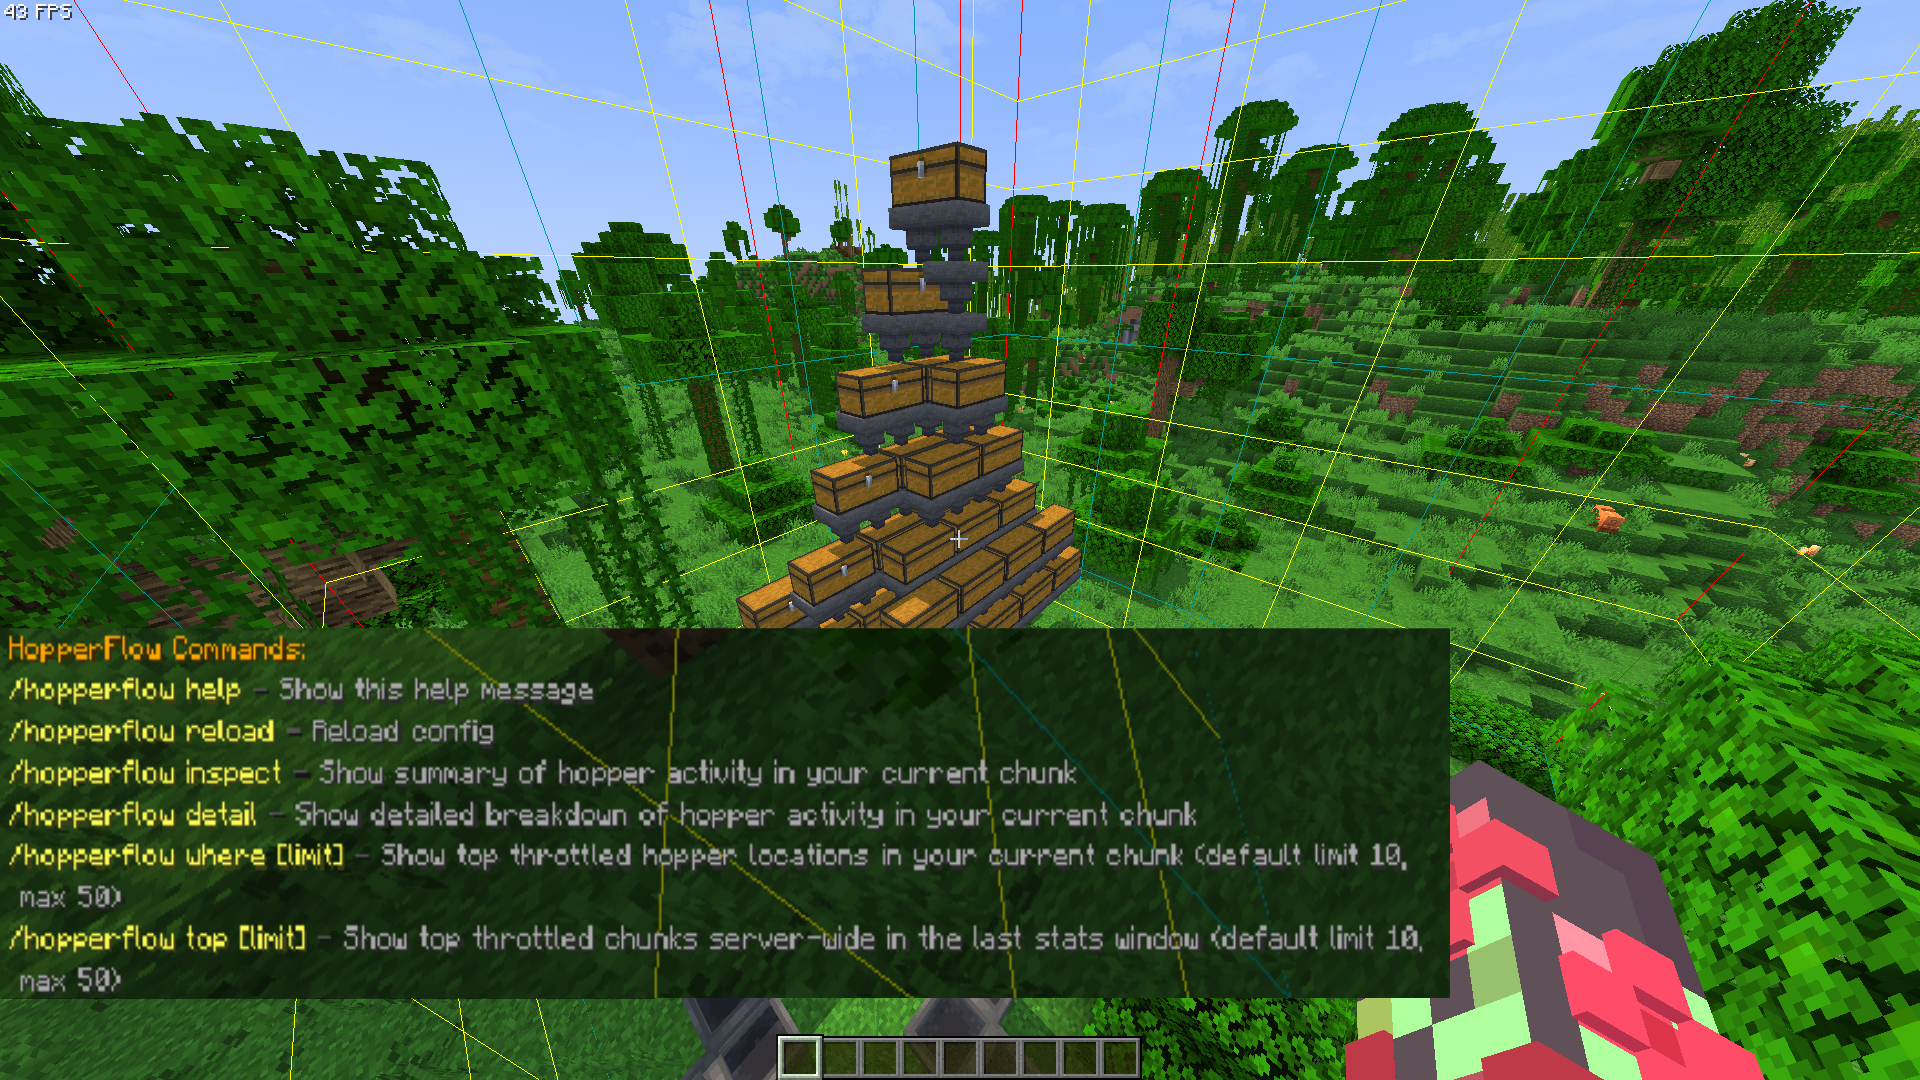 43 FPS
HopperFlow Commands:
/hopperflow help - Show this help message
/hopperflow reload - Reload config
/hopperflow inspect - Show summary of hopper activity in your current chunk
/hopperflow detail - Show detailed breakdown of hopper activity in your current chunk
/hopperflow where [limit] - Show top throttled hopper locations in your current chunk (default limit 10,
max 50)
/hopperflow top [limit] - Show top throttled chunks server-wide in the last stats window (default limit 10,
max 50)